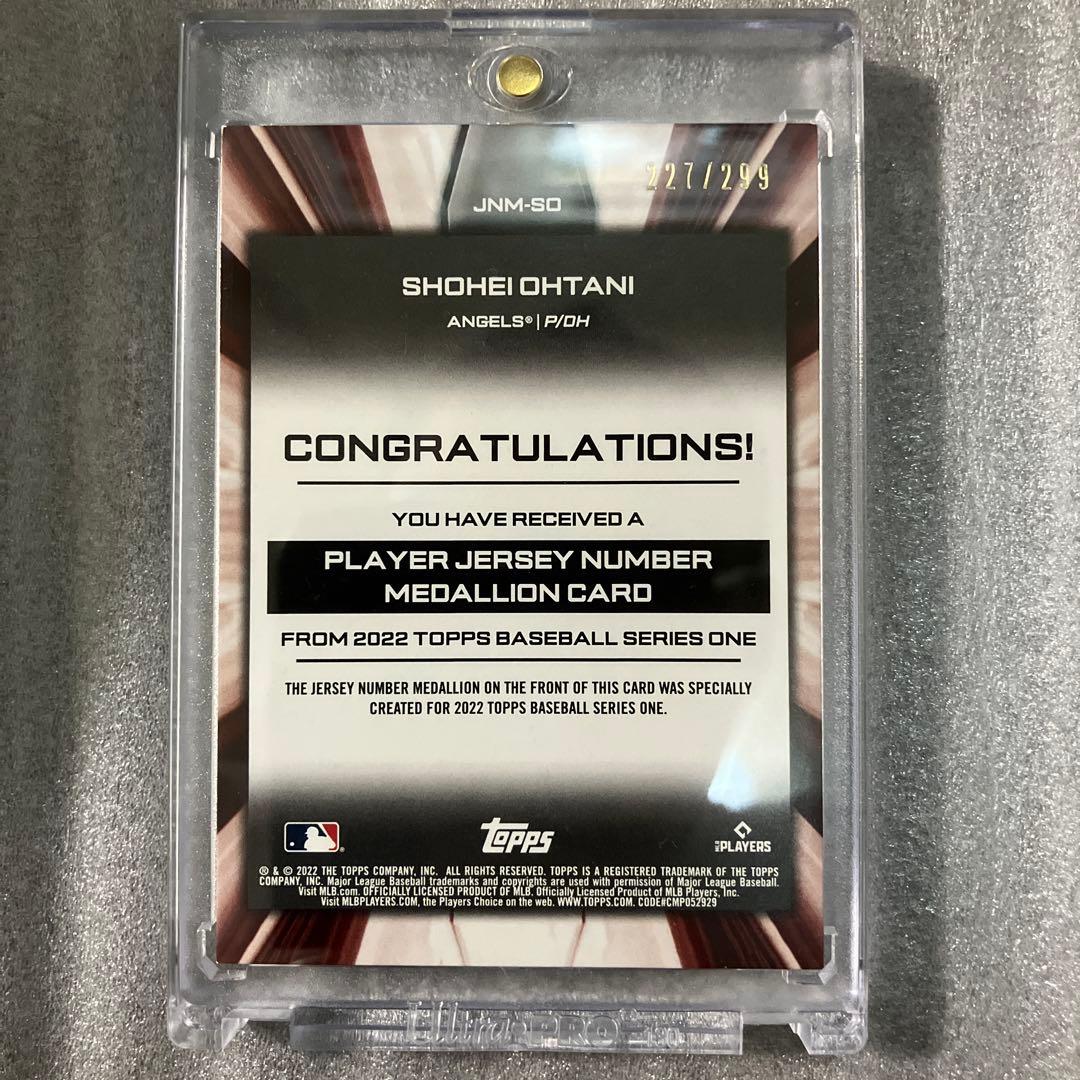 227/299
JNM-SO
SHOHEI OHTANI
ANGELS® | P/DH
CONGRATULATIONS!
YOU HAVE RECEIVED A
PLAYER JERSEY NUMBER
MEDALLION CARD
FROM 2022 TOPPS BASEBALL SERIES ONE
THE JERSEY NUMBER MEDALLION ON THE FRONT OF THIS CARD WAS SPECIALLY
CREATED FOR 2022 TOPPS BASEBALL SERIES ONE.
topps
MLB PLAYERS
® & © 2022 THE TOPPS COMPANY, INC. ALL RIGHTS RESERVED. TOPPS IS A REGISTERED TRADEMARK OF THE TOPPS
COMPANY, INC. Major League Baseball trademarks and copyrights are used with permission of Major League Baseball.
Visit MLB.com. OFFICIALLY LICENSED PRODUCT OF MLB. Officially Licensed Product of MLB Players, Inc.
Visit MLBPLAYERS.COM, the Players Choice on the web. WWW.TOPPS.COM. CODE#CMP052929
Ultra PRO